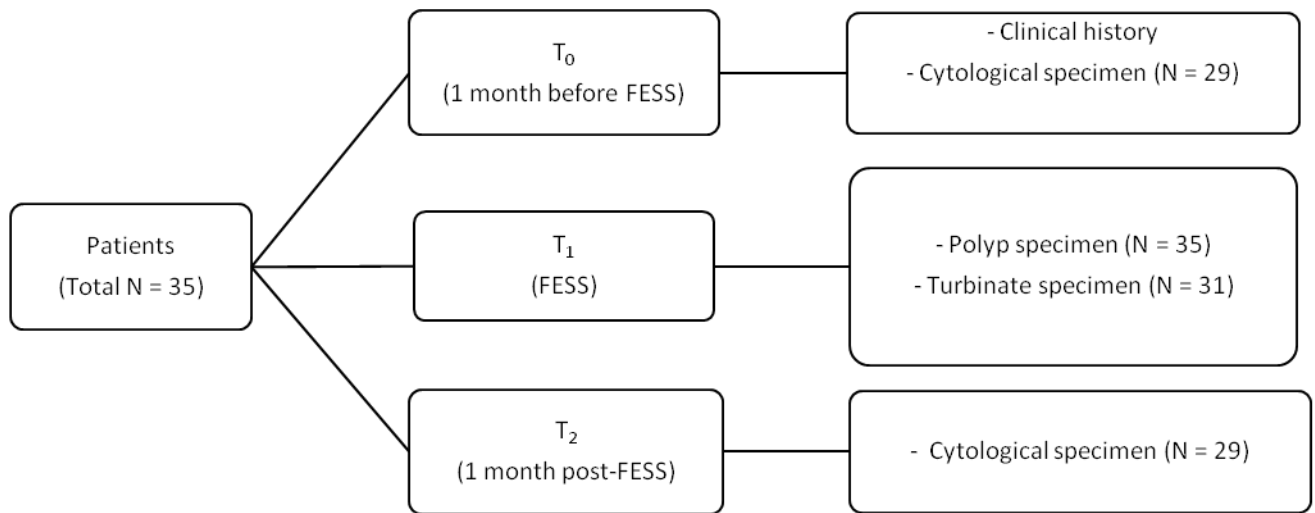 Patients
(Total N = 35)
T₀
(1 month before FESS)
- Clinical history
- Cytological specimen (N = 29)
T₁
(FESS)
- Polyp specimen (N = 35)
- Turbinate specimen (N = 31)
T₂
(1 month post-FESS)
- Cytological specimen (N = 29)